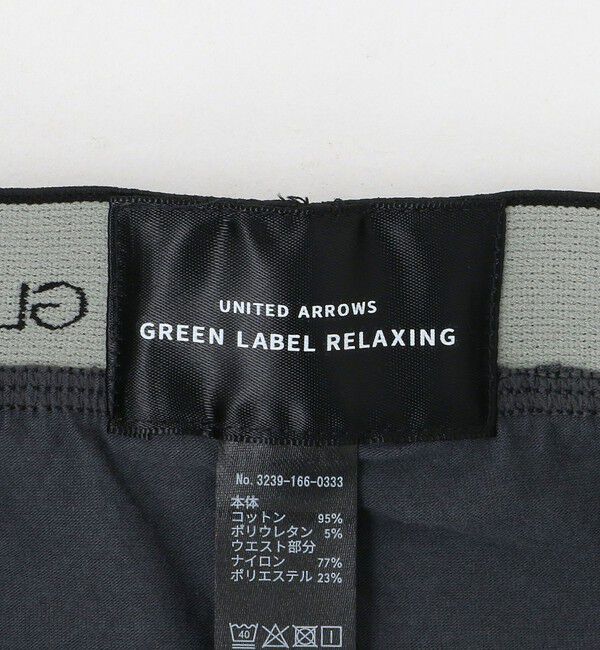 UNITED ARROWS
GREEN LABEL RELAXING
GL
No. 3239-166-0333
本体
コットン 95%
ポリウレタン 5%
ウエスト部分
ナイロン 77%
ポリエステル 23%
40